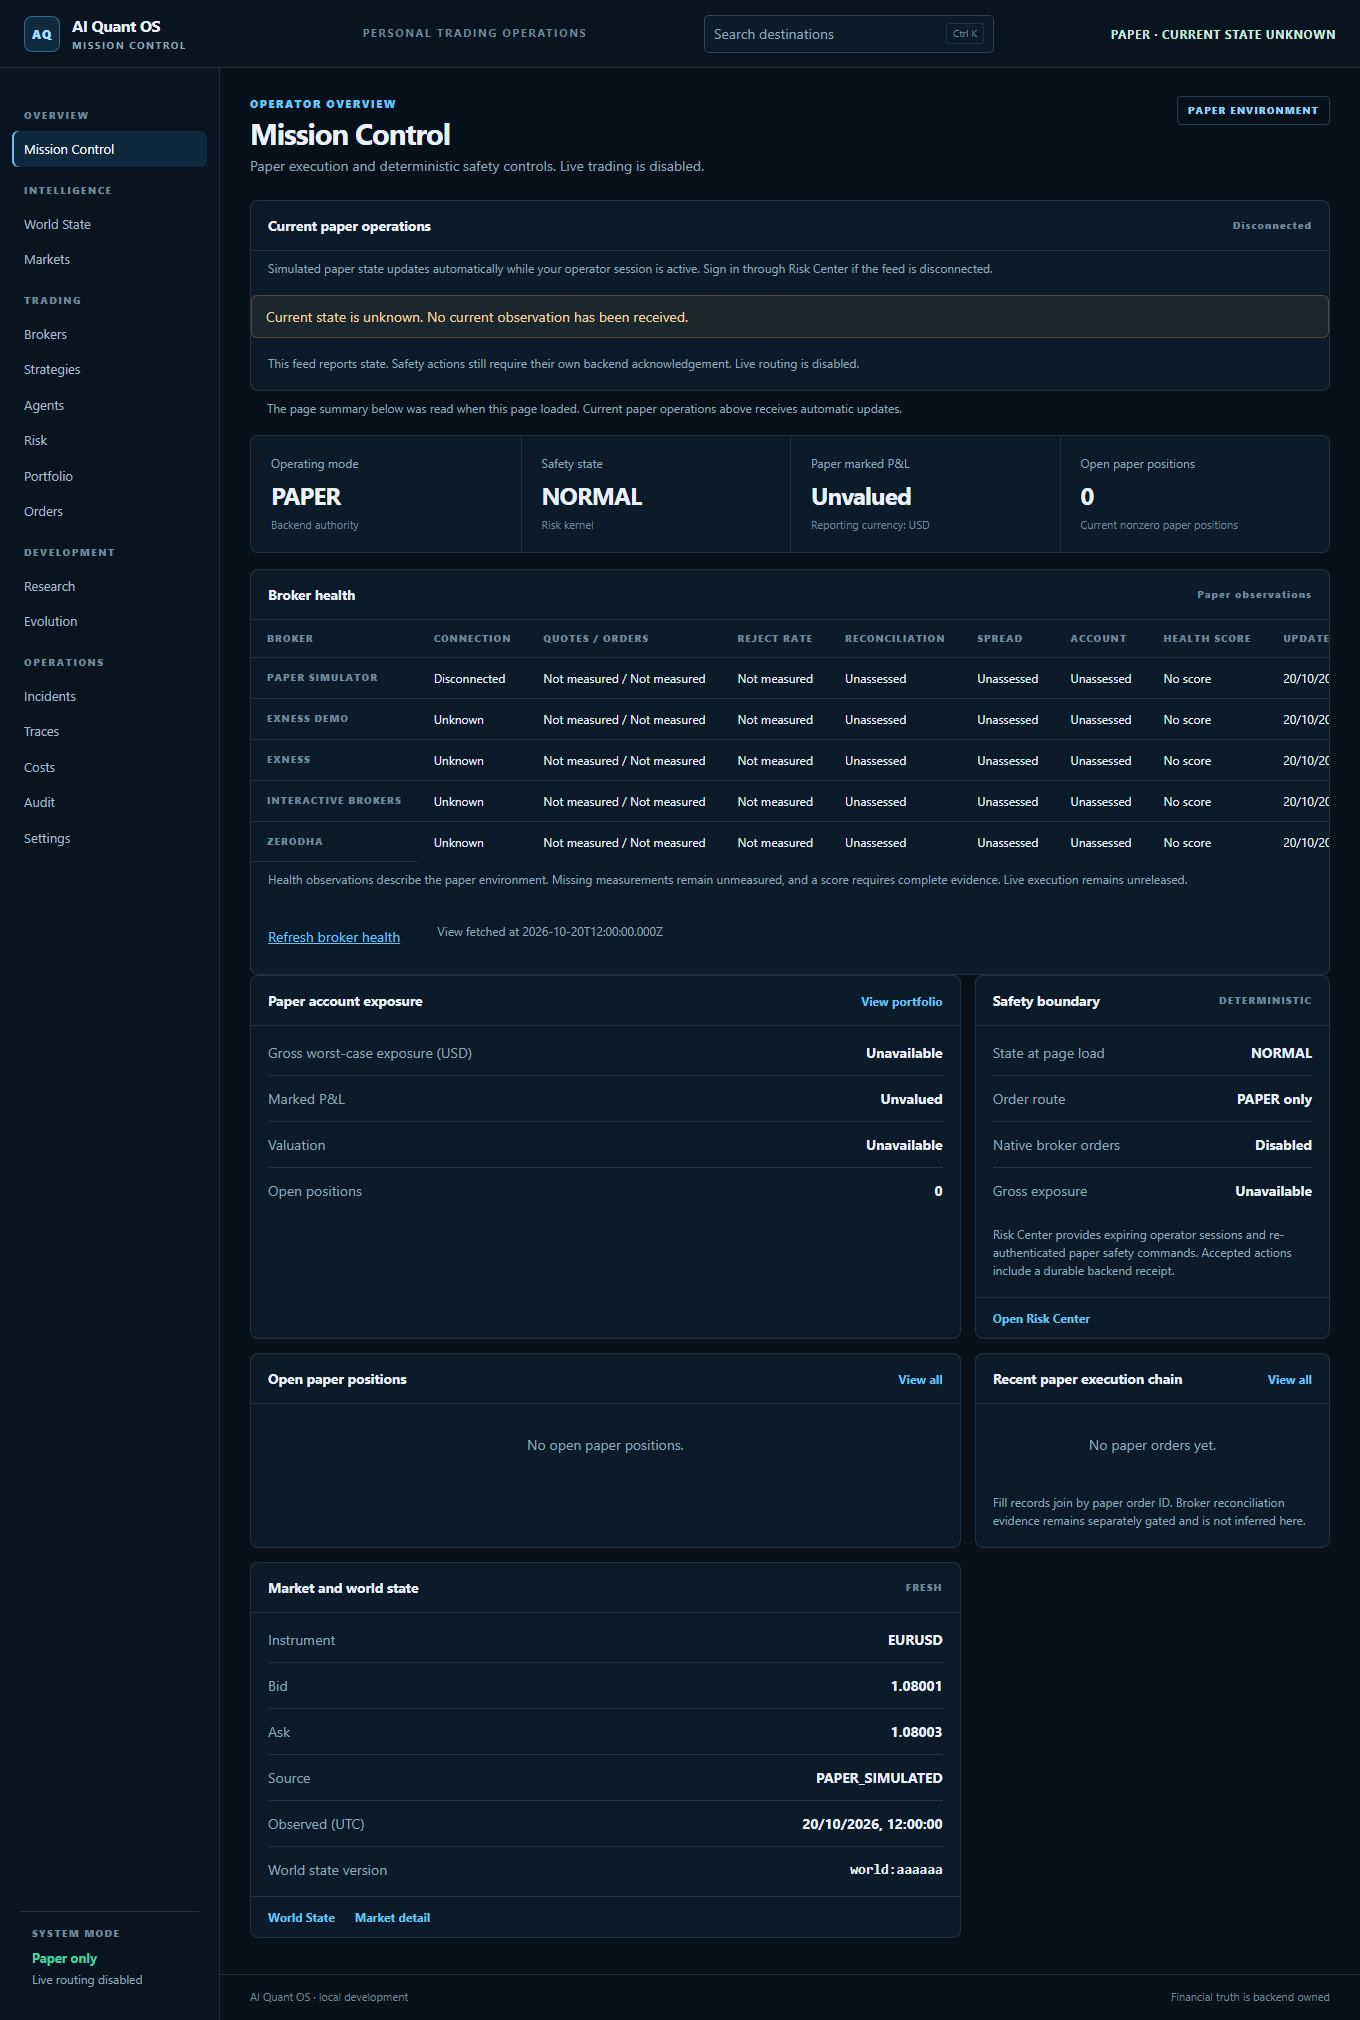 AQ
AI Quant OS
MISSION CONTROL
PERSONAL TRADING OPERATIONS
Search destinations
Ctrl K
PAPER · CURRENT STATE UNKNOWN
OVERVIEW
Mission Control
INTELLIGENCE
World State
Markets
TRADING
Brokers
Strategies
Agents
Risk
Portfolio
Orders
DEVELOPMENT
Research
Evolution
OPERATIONS
Incidents
Traces
Costs
Audit
Settings
SYSTEM MODE
Paper only
Live routing disabled
OPERATOR OVERVIEW
Mission Control
Paper execution and deterministic safety controls. Live trading is disabled.
PAPER ENVIRONMENT
Current paper operations
Disconnected
Simulated paper state updates automatically while your operator session is active. Sign in through Risk Center if the feed is disconnected.
Current state is unknown. No current observation has been received.
This feed reports state. Safety actions still require their own backend acknowledgement. Live routing is disabled.
The page summary below was read when this page loaded. Current paper operations above receives automatic updates.
Operating mode
PAPER
Backend authority
Safety state
NORMAL
Risk kernel
Paper marked P&L
Unvalued
Reporting currency: USD
Open paper positions
0
Current nonzero paper positions
Broker health
Paper observations
BROKER CONNECTION QUOTES / ORDERS REJECT RATE RECONCILIATION SPREAD ACCOUNT HEALTH SCORE UPDATE
PAPER SIMULATOR Disconnected Not measured / Not measured Not measured Unassessed Unassessed Unassessed No score 20/10/20
EXNESS DEMO Unknown Not measured / Not measured Not measured Unassessed Unassessed Unassessed No score 20/10/20
EXNESS Unknown Not measured / Not measured Not measured Unassessed Unassessed Unassessed No score 20/10/20
INTERACTIVE BROKERS Unknown Not measured / Not measured Not measured Unassessed Unassessed Unassessed No score 20/10/20
ZERODHA Unknown Not measured / Not measured Not measured Unassessed Unassessed Unassessed No score 20/10/20
Health observations describe the paper environment. Missing measurements remain unmeasured, and a score requires complete evidence. Live execution remains unreleased.
Refresh broker health
View fetched at 2026-10-20T12:00:00.000Z
Paper account exposure
View portfolio
Gross worst-case exposure (USD) Unavailable
Marked P&L Unvalued
Valuation Unavailable
Open positions 0
Safety boundary
DETERMINISTIC
State at page load NORMAL
Order route PAPER only
Native broker orders Disabled
Gross exposure Unavailable
Risk Center provides expiring operator sessions and re-
authenticated paper safety commands. Accepted actions
include a durable backend receipt.
Open Risk Center
Open paper positions
View all
No open paper positions.
Recent paper execution chain
View all
No paper orders yet.
Fill records join by paper order ID. Broker reconciliation
evidence remains separately gated and is not inferred here.
Market and world state
FRESH
Instrument EURUSD
Bid 1.08001
Ask 1.08003
Source PAPER_SIMULATED
Observed (UTC) 20/10/2026, 12:00:00
World state version world:aaaaaa
World State
Market detail
AI Quant OS · local development
Financial truth is backend owned